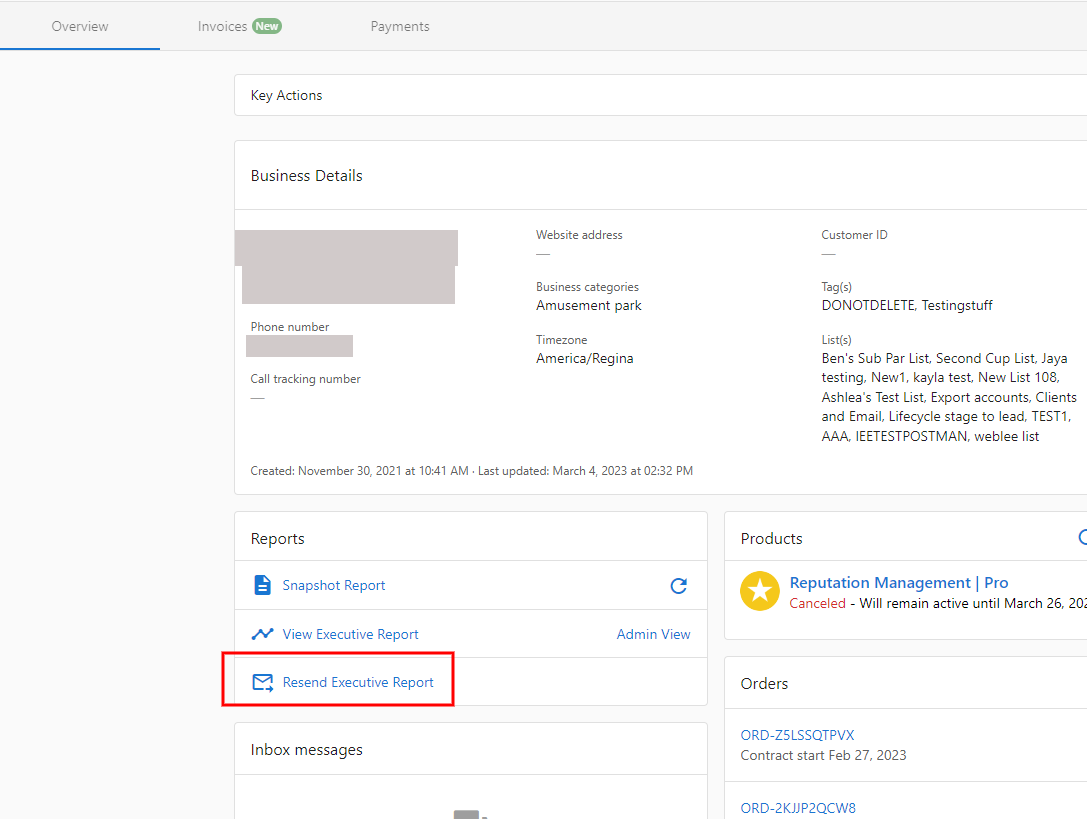 Overview
Invoices New
Payments
Key Actions
Business Details
Phone number
Call tracking number
—
Website address
—
Business categories
Amusement park
Timezone
America/Regina
Customer ID
—
Tag(s)
DONOTDELETE, Testingstuff
List(s)
Ben's Sub Par List, Second Cup List, Jaya
testing, New1, kayla test, New List 108,
Ashlea's Test List, Export accounts, Clients
and Email, Lifecycle stage to lead, TEST1,
AAA, IEETESTPOSTMAN, weblee list
Created: November 30, 2021 at 10:41 AM · Last updated: March 4, 2023 at 02:32 PM
Reports
Snapshot Report
View Executive Report
Admin View
Resend Executive Report
Inbox messages
Products
Reputation Management | Pro
Canceled - Will remain active until March 26, 202
Orders
ORD-Z5LSSQTPVX
Contract start Feb 27, 2023
ORD-2KJJP2QCW8